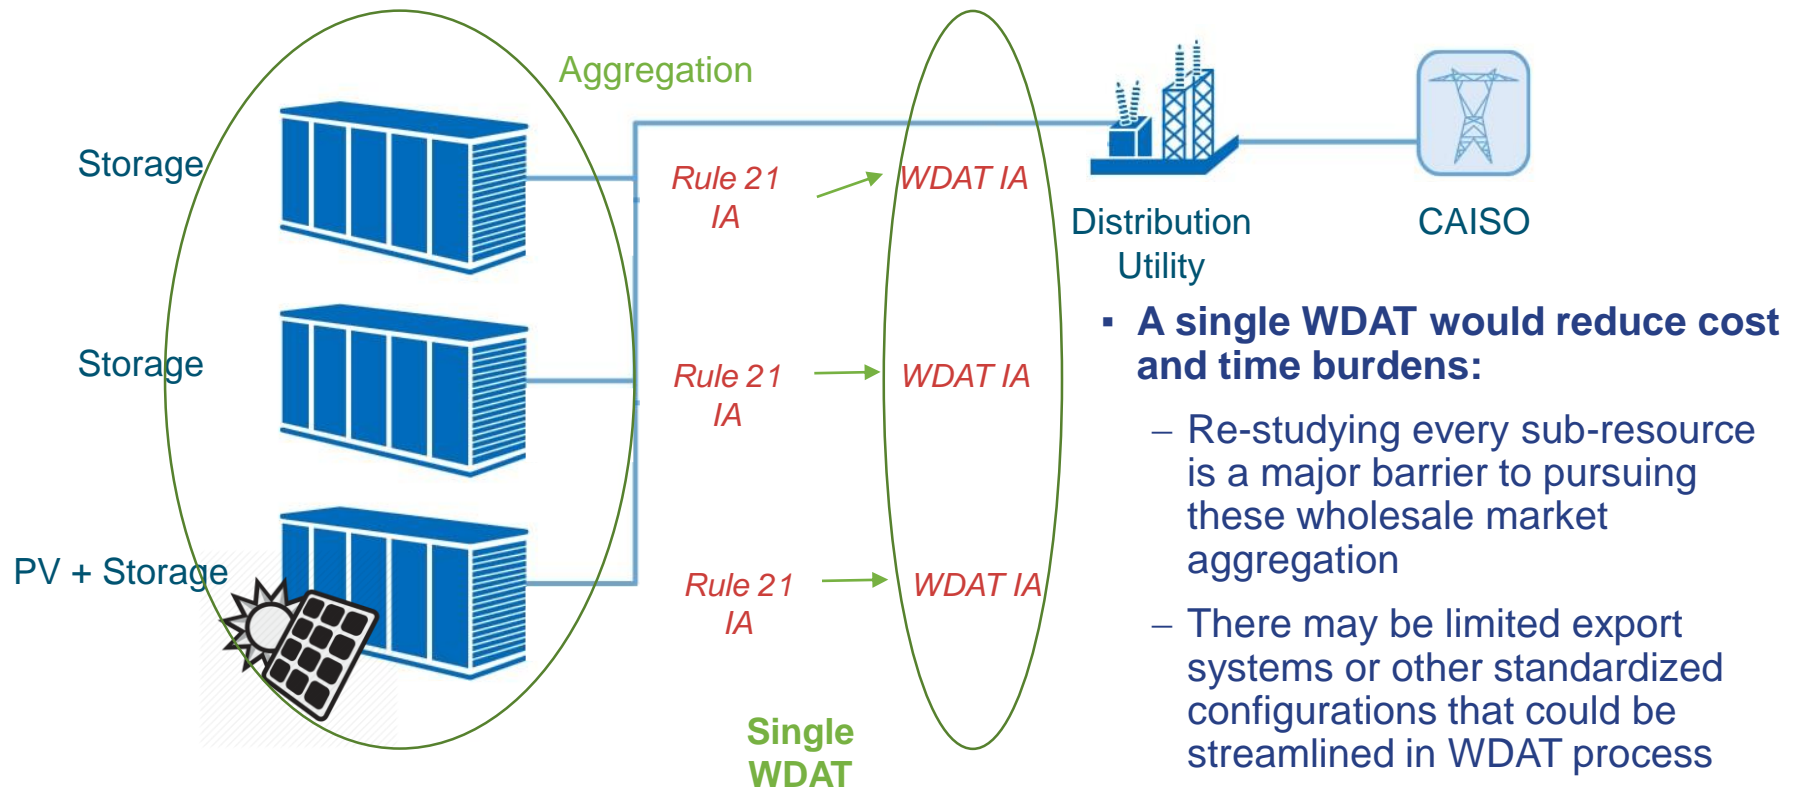 Aggregation
Storage
Rule 21
IA
WDAT IA
Distribution
Utility
CAISO
Storage
Rule 21
IA
WDAT IA
PV + Storage
Rule 21
IA
WDAT IA
Single
WDAT
▪ A single WDAT would reduce cost
and time burdens:
– Re-studying every sub-resource
is a major barrier to pursuing
these wholesale market
aggregation
– There may be limited export
systems or other standardized
configurations that could be
streamlined in WDAT process